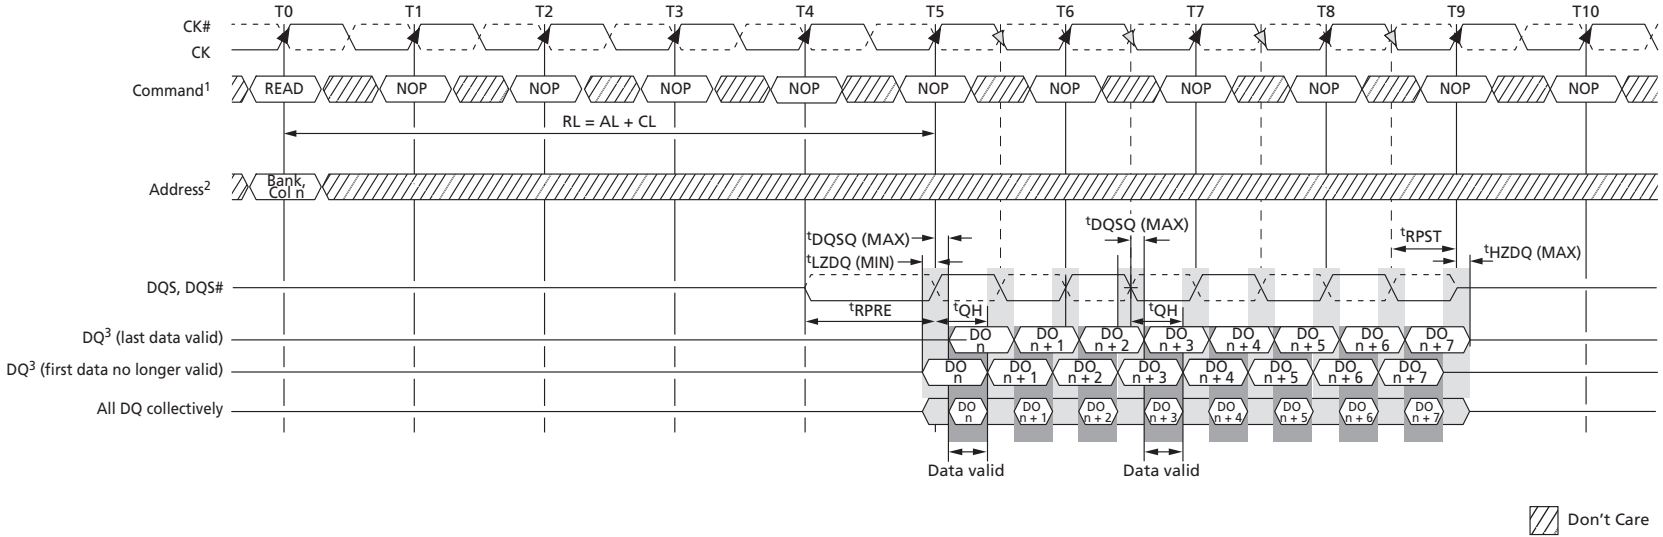 T0 T1 T2 T3 T4 T5 T6 T7 T8 T9 T10
CK#
CK
Command1 READ NOP NOP NOP NOP NOP NOP NOP NOP NOP NOP
RL = AL + CL
Address2 Bank,
Col n
tDQSQ (MAX) tDQSQ (MAX) tRPST
tLZDQ (MIN) tHZDQ (MAX)
DQS, DQS#
tRPRE tQH tQH
DQ3 (last data valid) DO DO DO DO DO DO DO DO
n n + 1 n + 2 n + 3 n + 4 n + 5 n + 6 n + 7
DQ3 (first data no longer valid) DO DO DO DO DO DO DO DO
n n + 1 n + 2 n + 3 n + 4 n + 5 n + 6 n + 7
All DQ collectively DO DO DO DO DO DO DO DO
n n + 1 n + 2 n + 3 n + 4 n + 5 n + 6 n + 7
Data valid Data valid
Don't Care